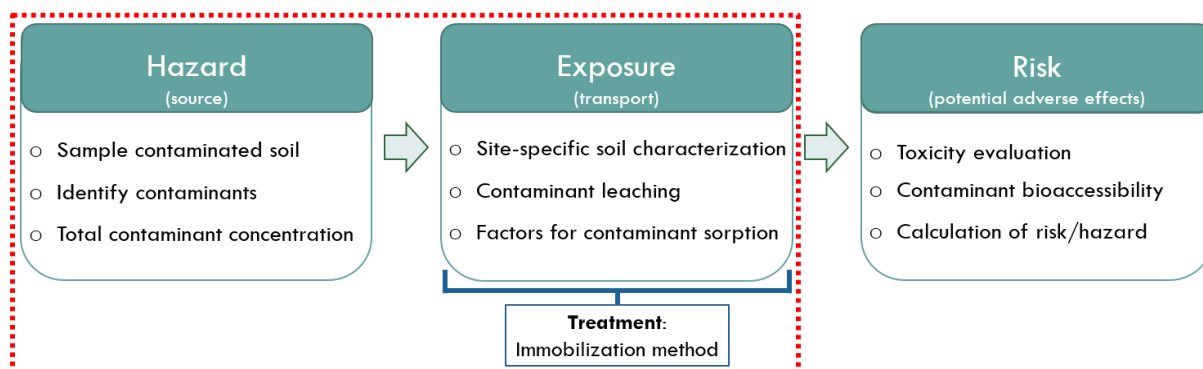 Hazard
(source)
o Sample contaminated soil
o Identify contaminants
o Total contaminant concentration
Exposure
(transport)
o Site-specific soil characterization
o Contaminant leaching
o Factors for contaminant sorption
Treatment:
Immobilization method
Risk
(potential adverse effects)
o Toxicity evaluation
o Contaminant bioaccessibility
o Calculation of risk/hazard